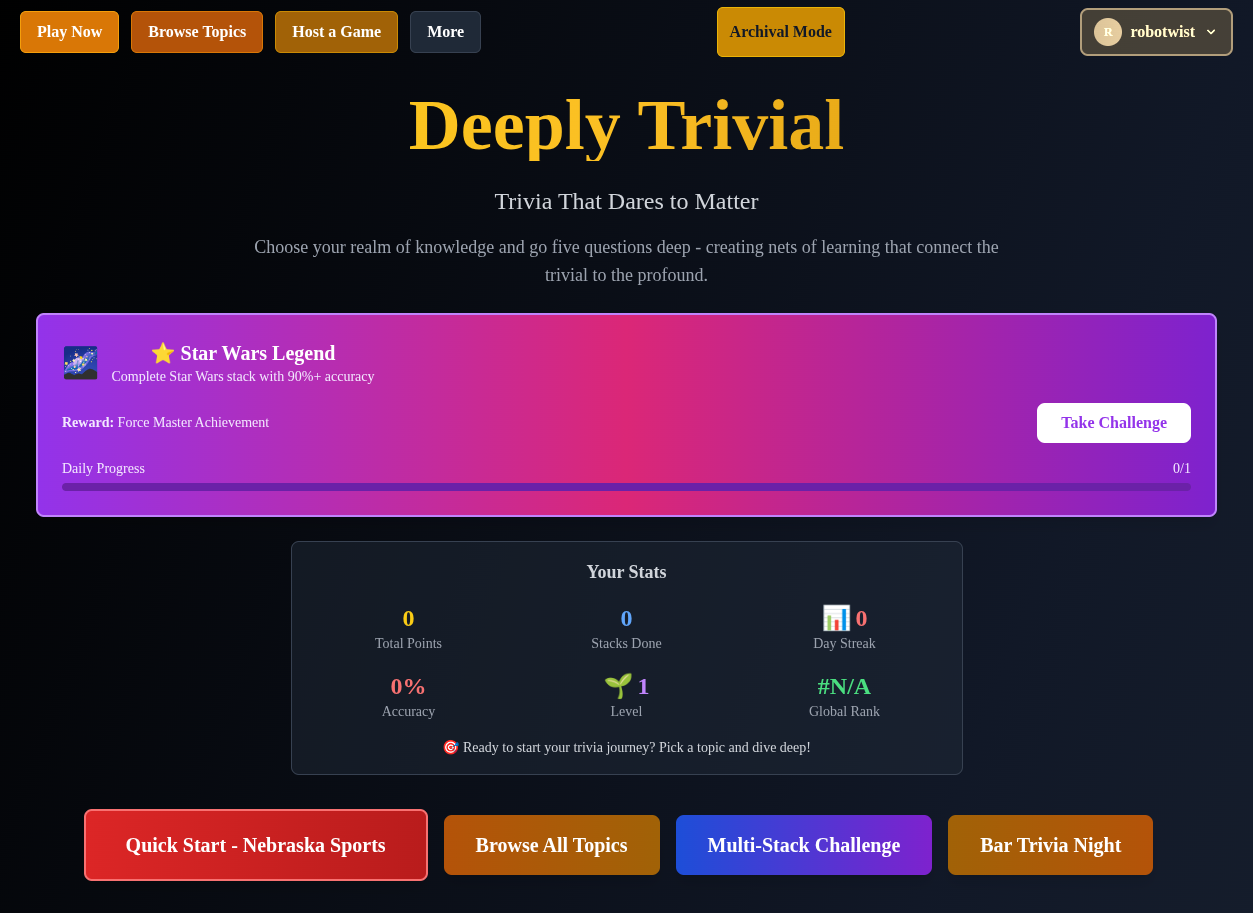 Play Now
Browse Topics
Host a Game
More
Archival Mode
R
robotwist
Deeply Trivial
Trivia That Dares to Matter
Choose your realm of knowledge and go five questions deep - creating nets of learning that connect the
trivial to the profound.
⭐ Star Wars Legend
Complete Star Wars stack with 90%+ accuracy
Reward: Force Master Achievement
Take Challenge
Daily Progress
0/1
Your Stats
0
Total Points
0
Stacks Done
📊 0
Day Streak
0%
Accuracy
🌱 1
Level
#N/A
Global Rank
🎯 Ready to start your trivia journey? Pick a topic and dive deep!
Quick Start - Nebraska Sports
Browse All Topics
Multi-Stack Challenge
Bar Trivia Night